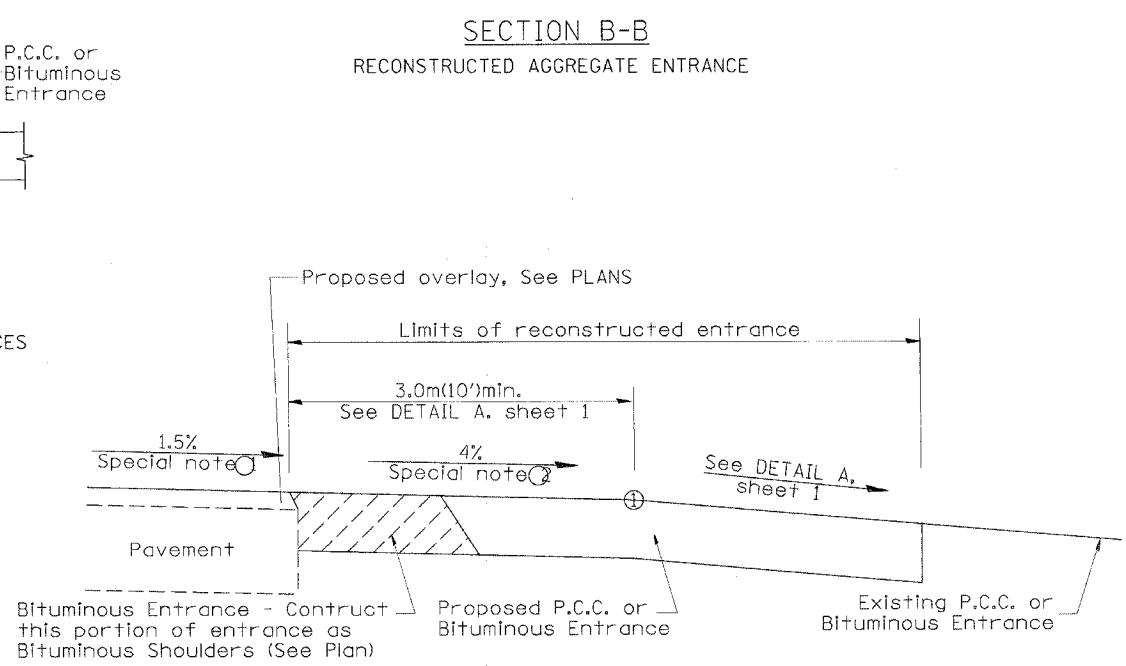 SECTION B-B
RECONSTRUCTED AGGREGATE ENTRANCE
P.C.C. or
Bituminous
Entrance
Proposed overlay, See PLANS
CES
Limits of reconstructed entrance
3.0m(10')min.
See DETAIL A. sheet 1
1.5%
Special note 1
4%
Special note 2
See DETAIL A.
sheet 1
1
Pavement
Bituminous Entrance - Contruct
this portion of entrance as
Bituminous Shoulders (See Plan)
Proposed P.C.C. or
Bituminous Entrance
Existing P.C.C. or
Bituminous Entrance